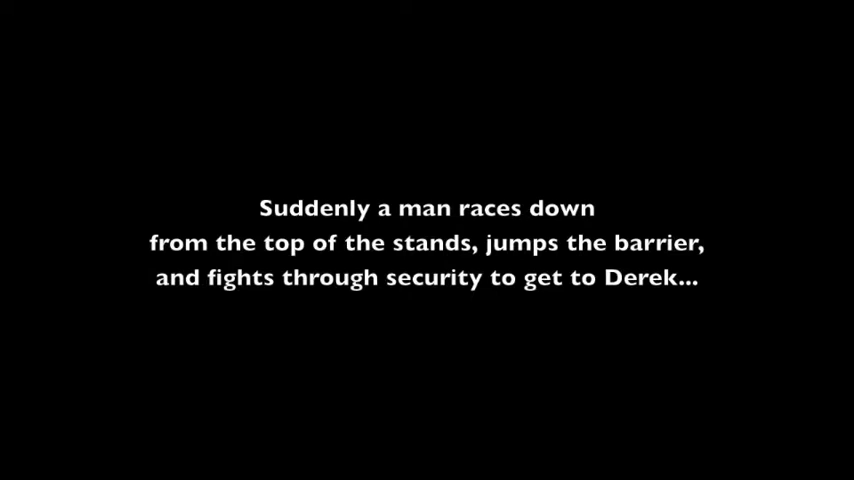 Suddenly a man races down
from the top of the stands, jumps the barrier,
and fights through security to get to Derek...